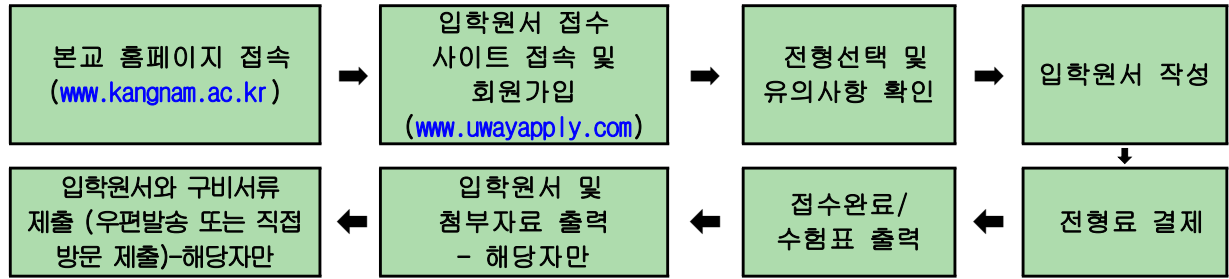 본교 홈페이지 접속
(www.kangnam.ac.kr)
입학원서 접수
사이트 접속 및
회원가입
(www.uwayapply.com)
전형선택 및
유의사항 확인
입학원서 작성
전형료 결제
접수완료/
수험표 출력
입학원서 및
첨부자료 출력
- 해당자만
입학원서와 구비서류
제출 (우편발송 또는 직접
방문 제출)-해당자만